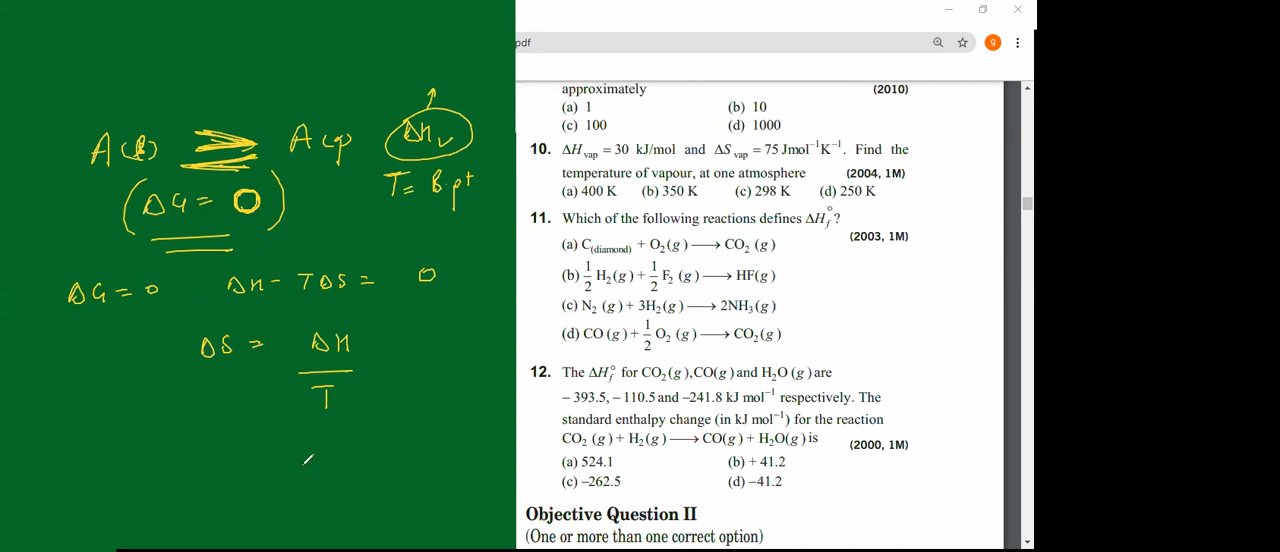 A(l) ⇌ A(g) ΔHv
T = B.pt
(ΔG = 0)
ΔG = 0 ΔH - TΔS = 0
ΔS = ΔH
T
pdf
g
approximately (2010)
(a) 1 (b) 10
(c) 100 (d) 1000
10. ΔHvap = 30 kJ/mol and ΔSvap = 75 Jmol⁻¹K⁻¹. Find the
temperature of vapour, at one atmosphere (2004, 1M)
(a) 400 K (b) 350 K (c) 298 K (d) 250 K
11. Which of the following reactions defines ΔH°f?
(2003, 1M)
(a) C(diamond) + O₂(g) ⟶ CO₂ (g)
(b) 1/2 H₂(g) + 1/2 F₂ (g) ⟶ HF(g)
(c) N₂ (g) + 3H₂(g) ⟶ 2NH₃(g)
(d) CO (g) + 1/2 O₂ (g) ⟶ CO₂(g)
12. The ΔH°f for CO₂(g), CO(g) and H₂O (g) are
– 393.5, – 110.5 and –241.8 kJ mol⁻¹ respectively. The
standard enthalpy change (in kJ mol⁻¹) for the reaction
CO₂ (g) + H₂(g) ⟶ CO(g) + H₂O(g) is (2000, 1M)
(a) 524.1 (b) + 41.2
(c) –262.5 (d) –41.2
Objective Question II
(One or more than one correct option)